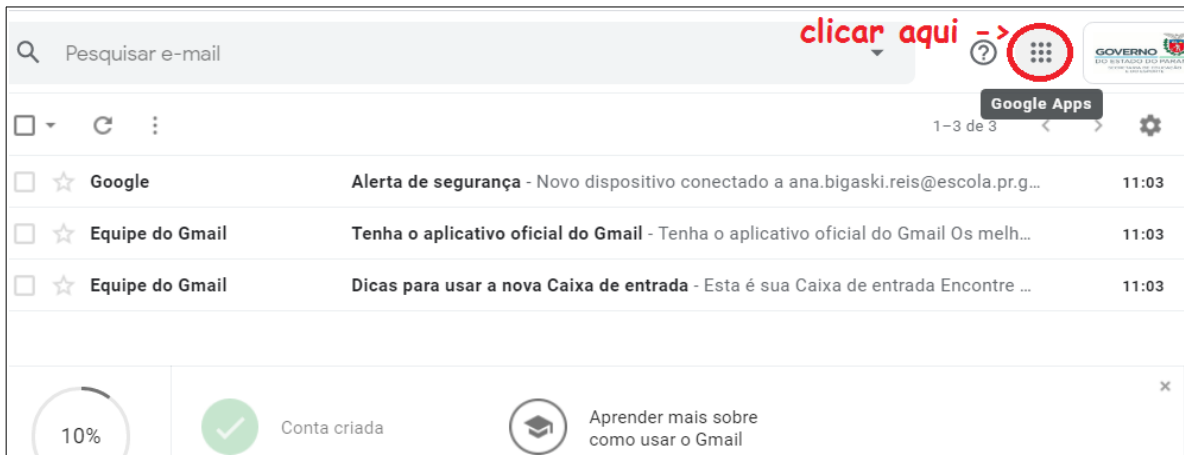 clicar aqui ->
Pesquisar e-mail
GOVERNO
DO ESTADO DO PARANÁ
Google Apps
1–3 de 3
Google Alerta de segurança - Novo dispositivo conectado a ana.bigaski.reis@escola.pr.g... 11:03
Equipe do Gmail Tenha o aplicativo oficial do Gmail - Tenha o aplicativo oficial do Gmail Os melh... 11:03
Equipe do Gmail Dicas para usar a nova Caixa de entrada - Esta é sua Caixa de entrada Encontre ... 11:03
10%
Conta criada
Aprender mais sobre
como usar o Gmail